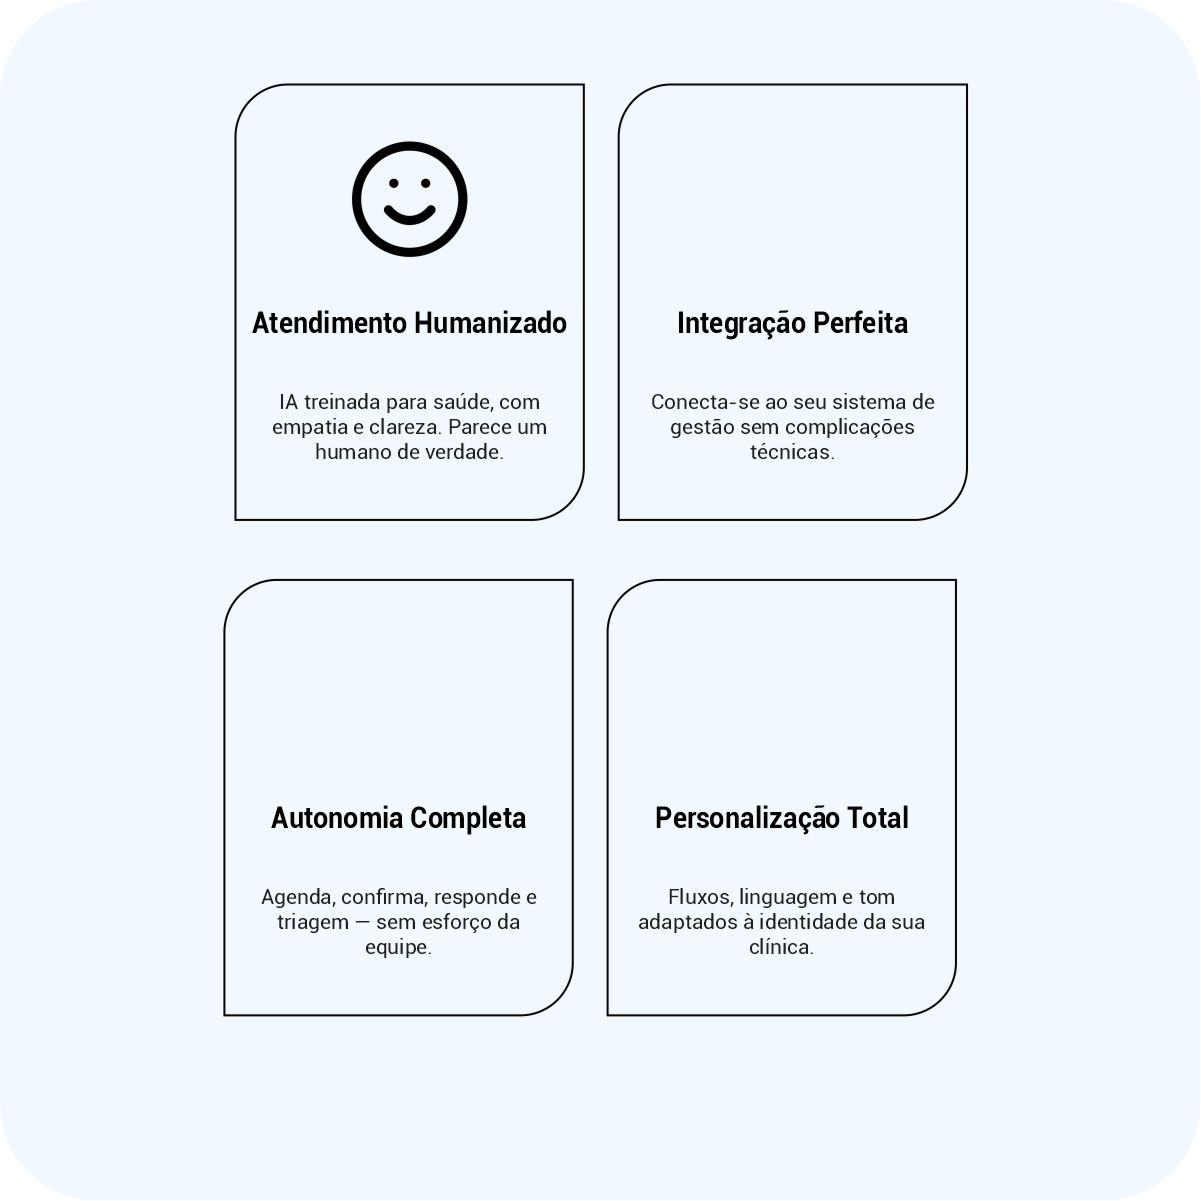 Atendimento Humanizado
IA treinada para saúde, com
empatia e clareza. Parece um
humano de verdade.
Integração Perfeita
Conecta-se ao seu sistema de
gestão sem complicações
técnicas.
Autonomia Completa
Agenda, confirma, responde e
triagem — sem esforço da
equipe.
Personalização Total
Fluxos, linguagem e tom
adaptados à identidade da sua
clínica.